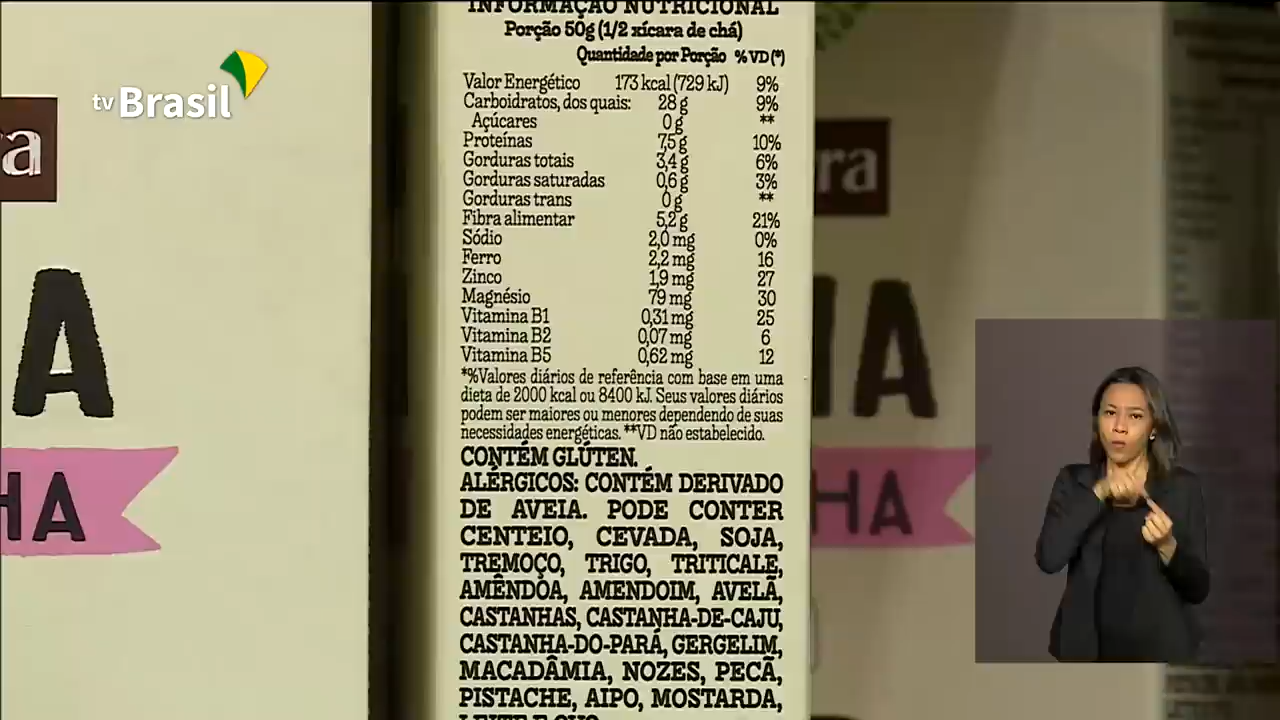 INFORMAÇÃO NUTRICIONAL
Porção 50g (1/2 xícara de chá)
Quantidade por Porção % VD (*)
Valor Energético 173 kcal (729 kJ) 9%
Carboidratos, dos quais: 28 g 9%
Açúcares 0 g **
Proteínas 7,5 g 10%
Gorduras totais 3,4 g 6%
Gorduras saturadas 0,6 g 3%
Gorduras trans 0 g **
Fibra alimentar 5,2 g 21%
Sódio 2,0 mg 0%
Ferro 2,2 mg 16
Zinco 1,9 mg 27
Magnésio 79 mg 30
Vitamina B1 0,31 mg 25
Vitamina B2 0,07 mg 6
Vitamina B5 0,62 mg 12
*%Valores diários de referência com base em uma
dieta de 2000 kcal ou 8400 kJ. Seus valores diários
podem ser maiores ou menores dependendo de suas
necessidades energéticas. **VD não estabelecido.
CONTÉM GLÚTEN.
ALÉRGICOS: CONTÉM DERIVADO
DE AVEIA. PODE CONTER
CENTEIO, CEVADA, SOJA,
TREMOÇO, TRIGO, TRITICALE,
AMÊNDOA, AMENDOIM, AVELÃ,
CASTANHAS, CASTANHA-DE-CAJU,
CASTANHA-DO-PARÁ, GERGELIM,
MACADÂMIA, NOZES, PECÃ,
PISTACHE, AIPO, MOSTARDA,
LEITE E OVO.
tv Brasil
a
A
HA
ra
IA
HA